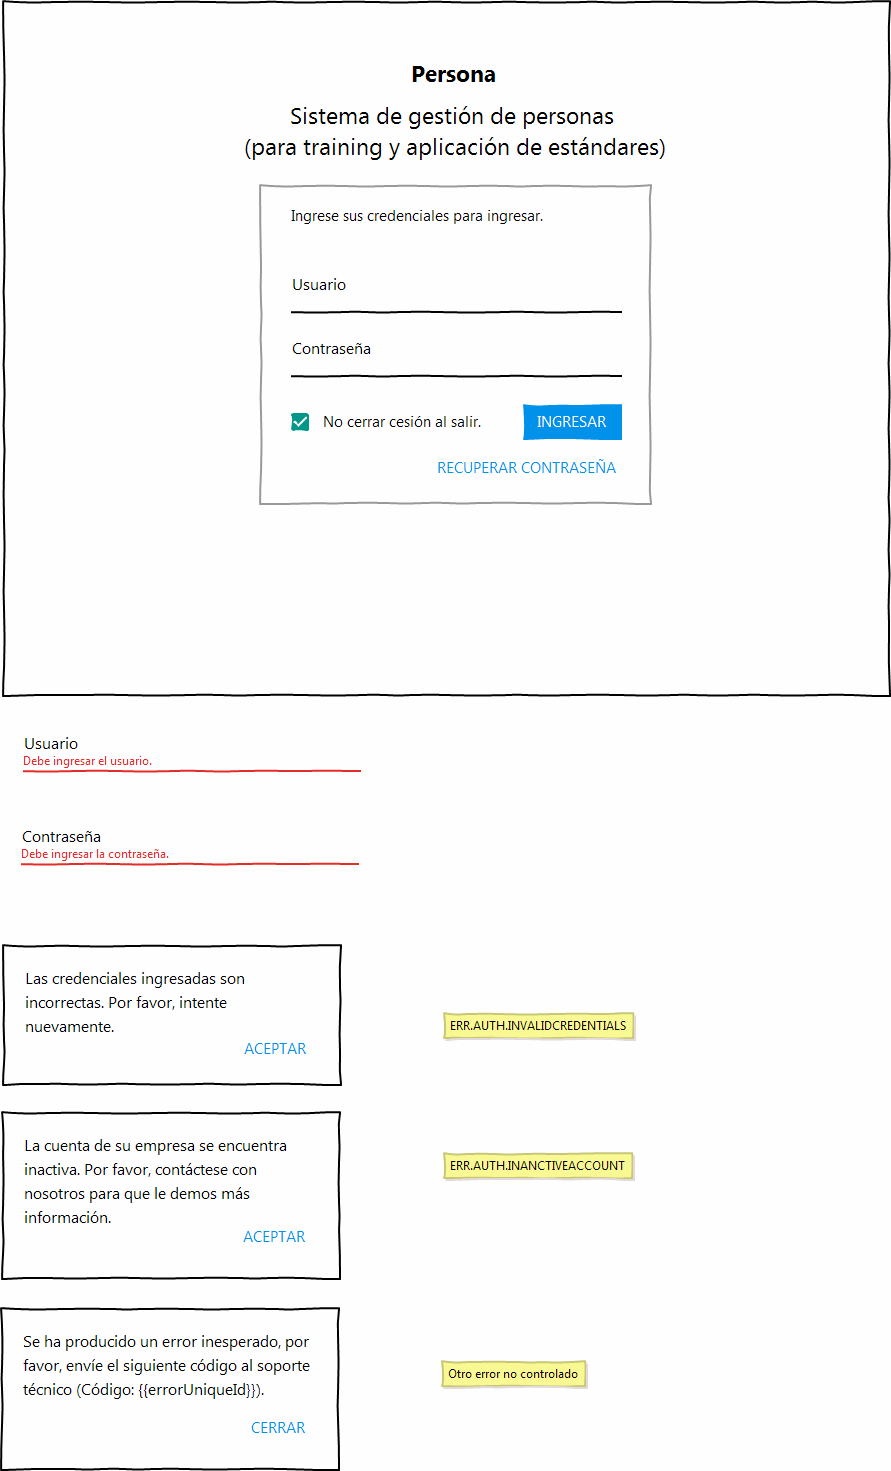 Persona
Sistema de gestión de personas
(para training y aplicación de estándares)
Ingrese sus credenciales para ingresar.
Usuario
Contraseña
No cerrar cesión al salir.
INGRESAR
RECUPERAR CONTRASEÑA
Usuario
Debe ingresar el usuario.
Contraseña
Debe ingresar la contraseña.
Las credenciales ingresadas son
incorrectas. Por favor, intente
nuevamente.
ACEPTAR
ERR.AUTH.INVALIDCREDENTIALS
La cuenta de su empresa se encuentra
inactiva. Por favor, contáctese con
nosotros para que le demos más
información.
ACEPTAR
ERR.AUTH.INANCTIVEACCOUNT
Se ha producido un error inesperado, por
favor, envíe el siguiente código al soporte
técnico (Código: {{errorUniqueId}}).
CERRAR
Otro error no controlado